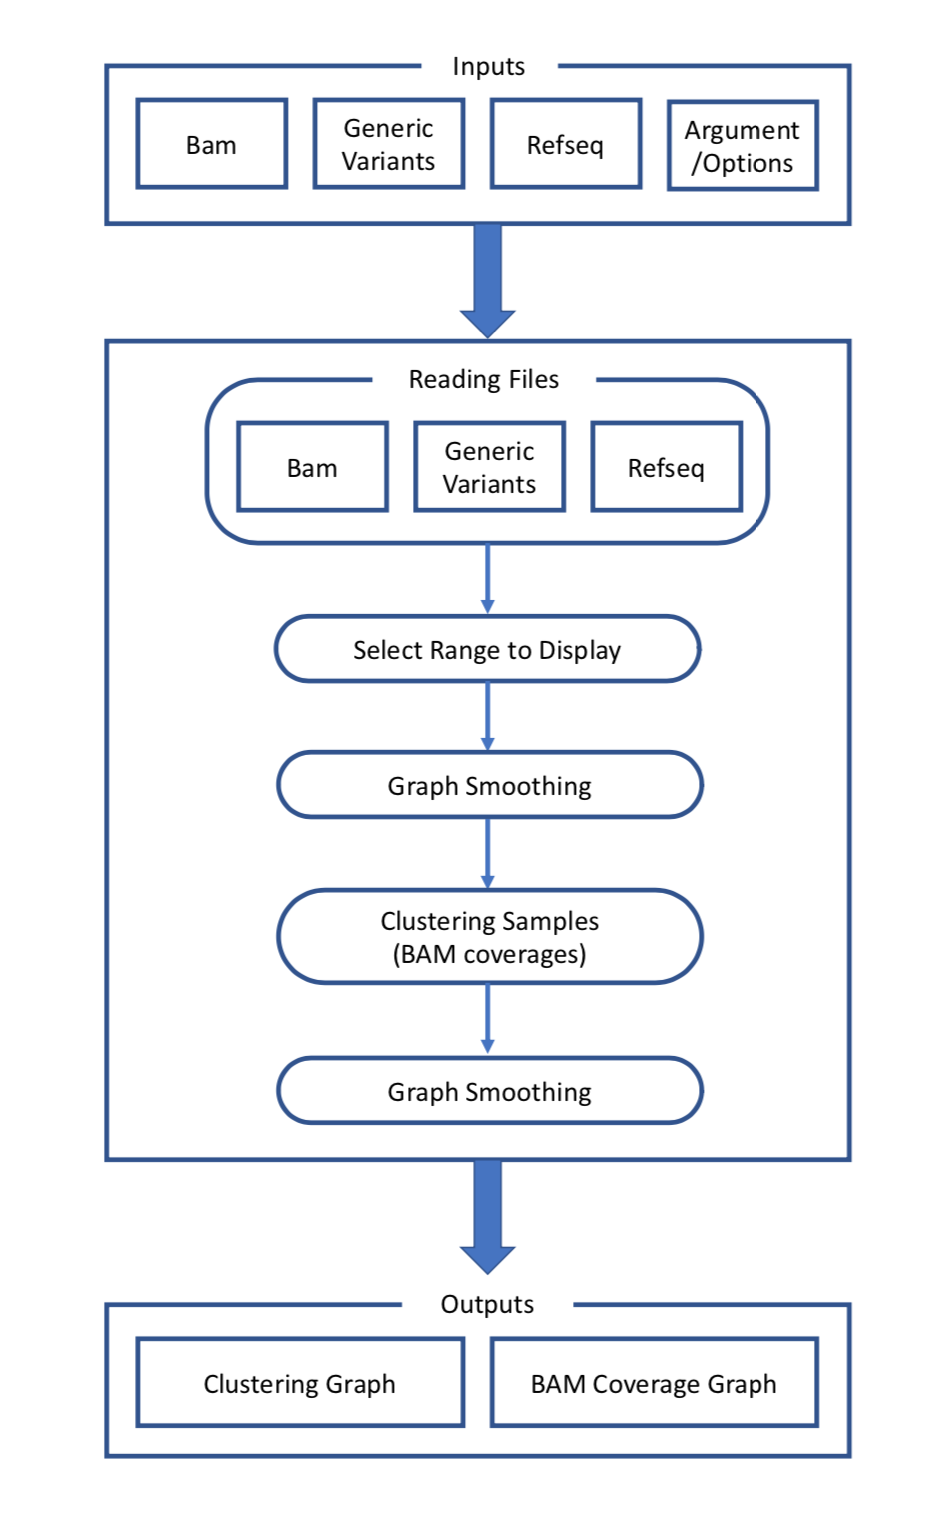 Inputs
Bam
Generic
Variants
Refseq
Argument
/Options
Reading Files
Bam
Generic
Variants
Refseq
Select Range to Display
Graph Smoothing
Clustering Samples
(BAM coverages)
Graph Smoothing
Outputs
Clustering Graph
BAM Coverage Graph